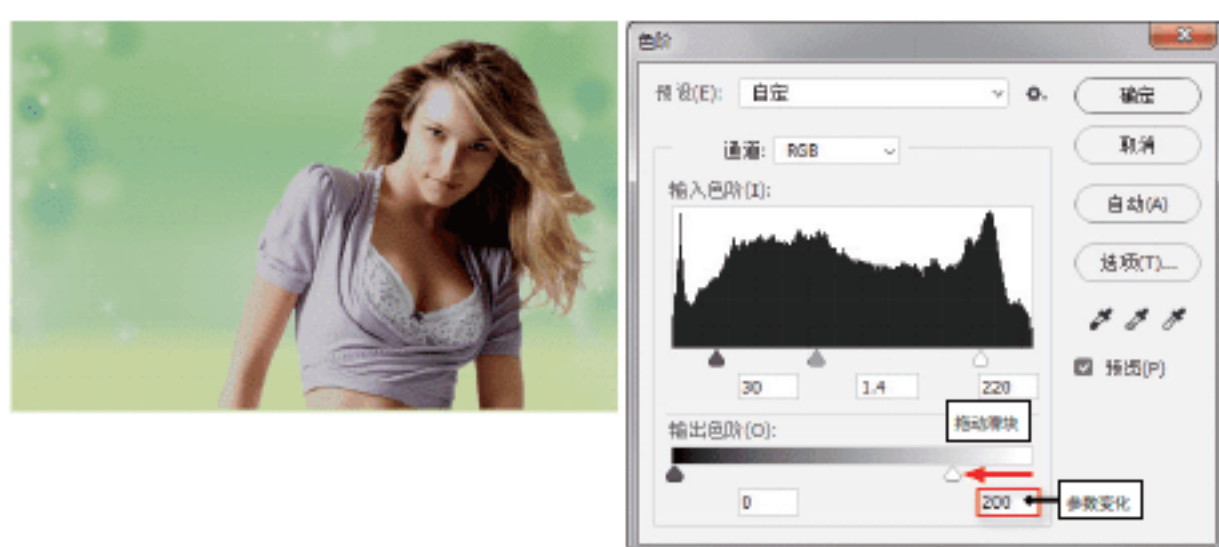 色阶
预设(E): 自定
确定
通道: RGB
取消
输入色阶(I):
自动(A)
选项(T)...
预览(P)
30 1.4 220
拖动滑块
输出色阶(O):
0 200 参数变化